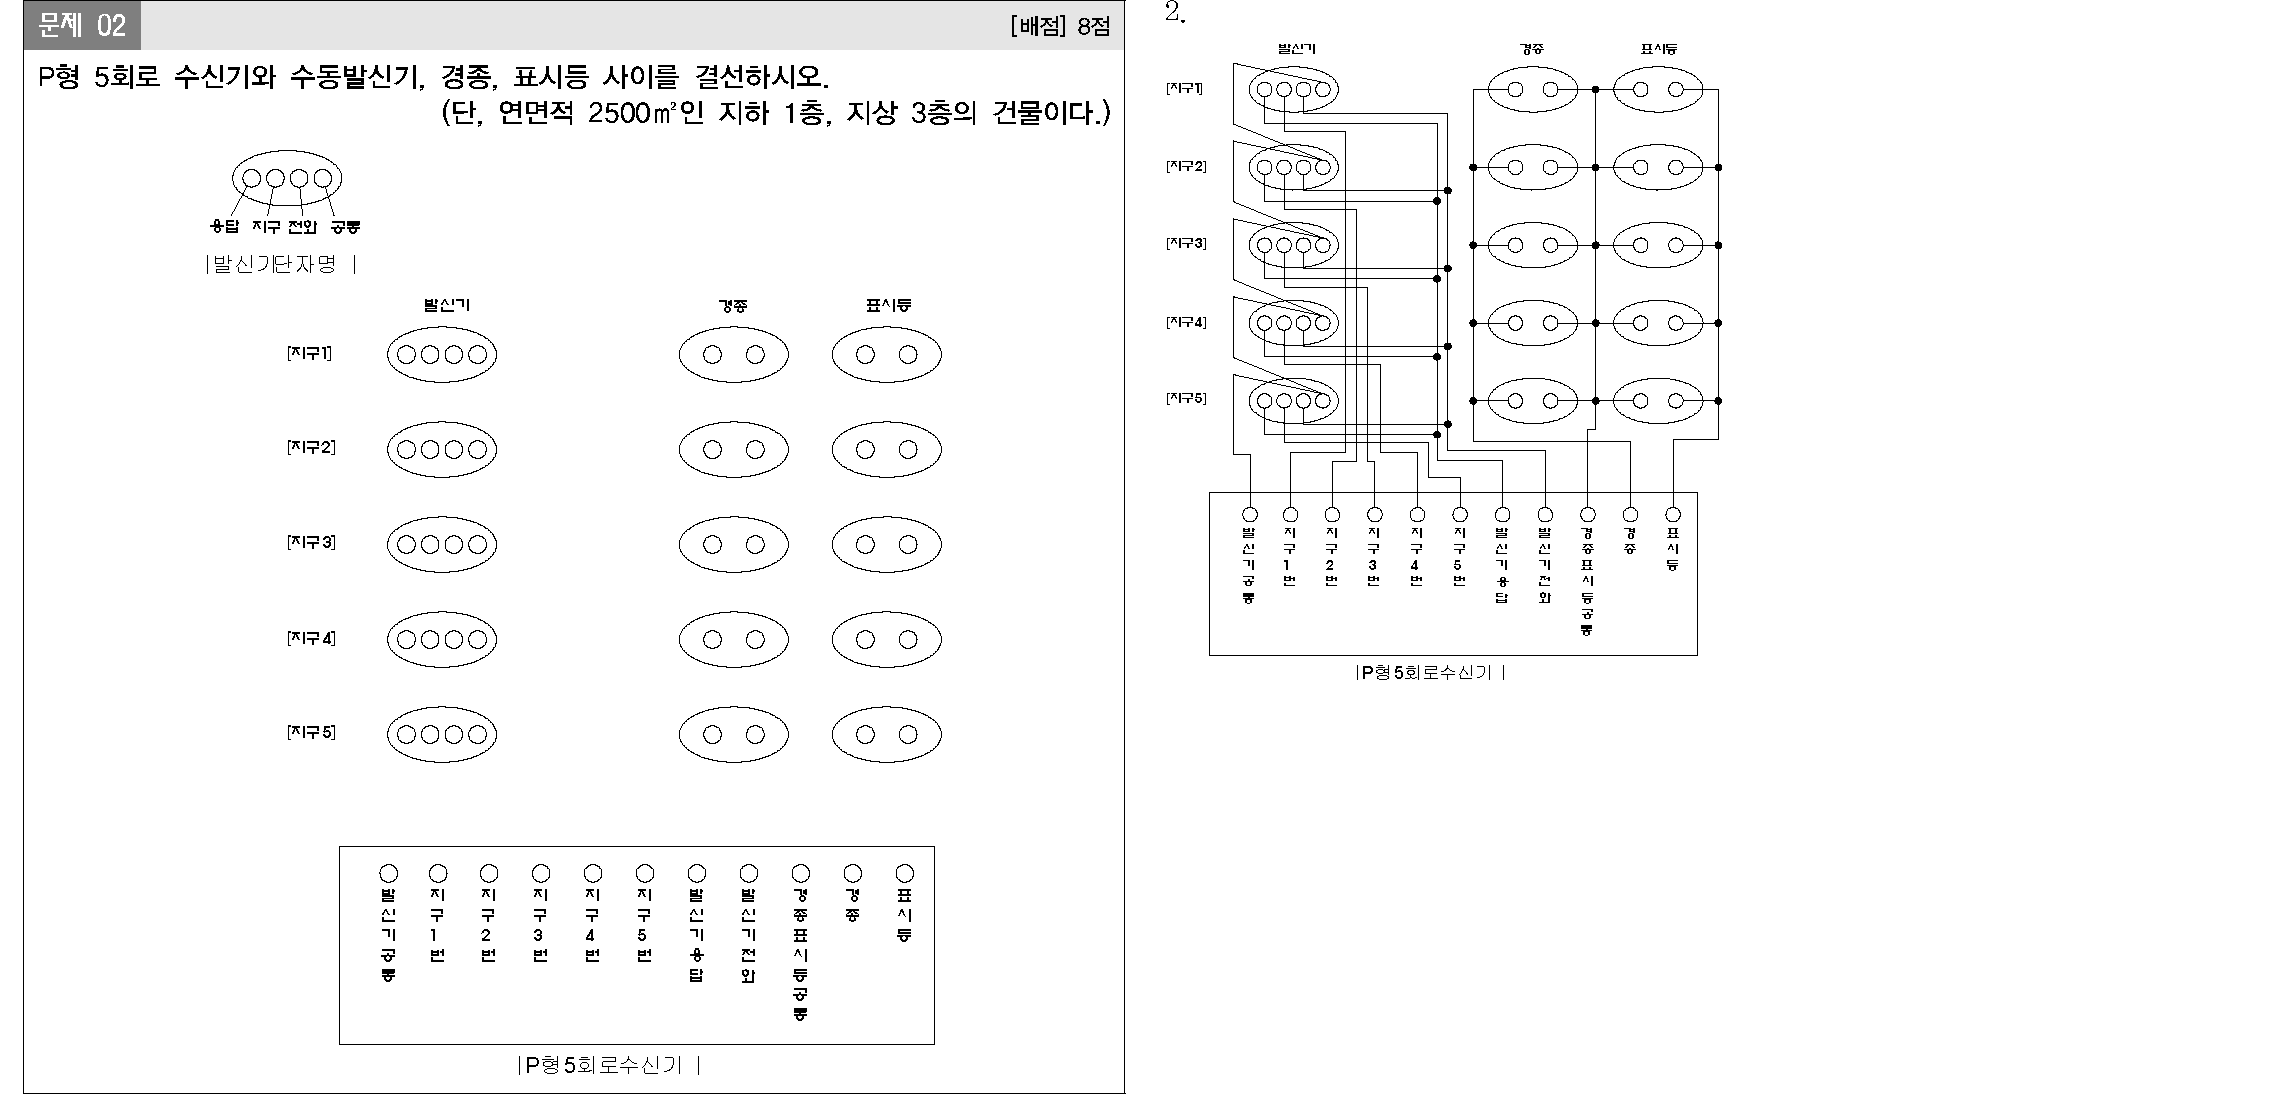 문제 02 [배점] 8점
P형 5회로 수신기와 수동발신기, 경종, 표시등 사이를 결선하시오.
(단, 연면적 2500㎡인 지하 1층, 지상 3층의 건물이다.)
응답 지구 전화 공통
|발신기단자명 |
발신기 경종 표시등
[지구1]
[지구2]
[지구3]
[지구4]
[지구5]
발신기공통
지구1번
지구2번
지구3번
지구4번
지구5번
발신기응답
발신기전화
경종표시등공통
경종
표시등
|P형5회로수신기 |
2.
발신기 경종 표시등
[지구1]
[지구2]
[지구3]
[지구4]
[지구5]
발신기공통
지구1번
지구2번
지구3번
지구4번
지구5번
발신기응답
발신기전화
경종표시등공통
경종
표시등
|P형5회로수신기 |